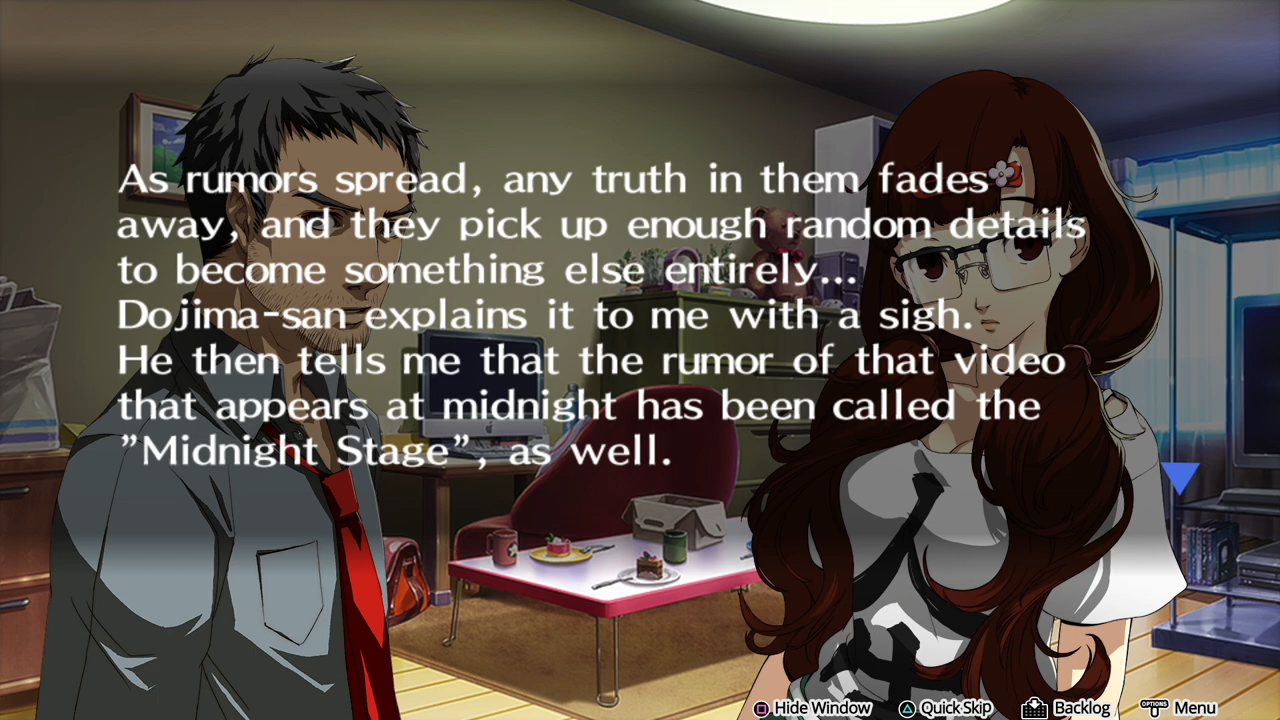 As rumors spread, any truth in them fades
away, and they pick up enough random details
to become something else entirely...
Dojima-san explains it to me with a sigh.
He then tells me that the rumor of that video
that appears at midnight has been called the
"Midnight Stage", as well.
Hide Window Quick Skip Backlog OPTIONS Menu